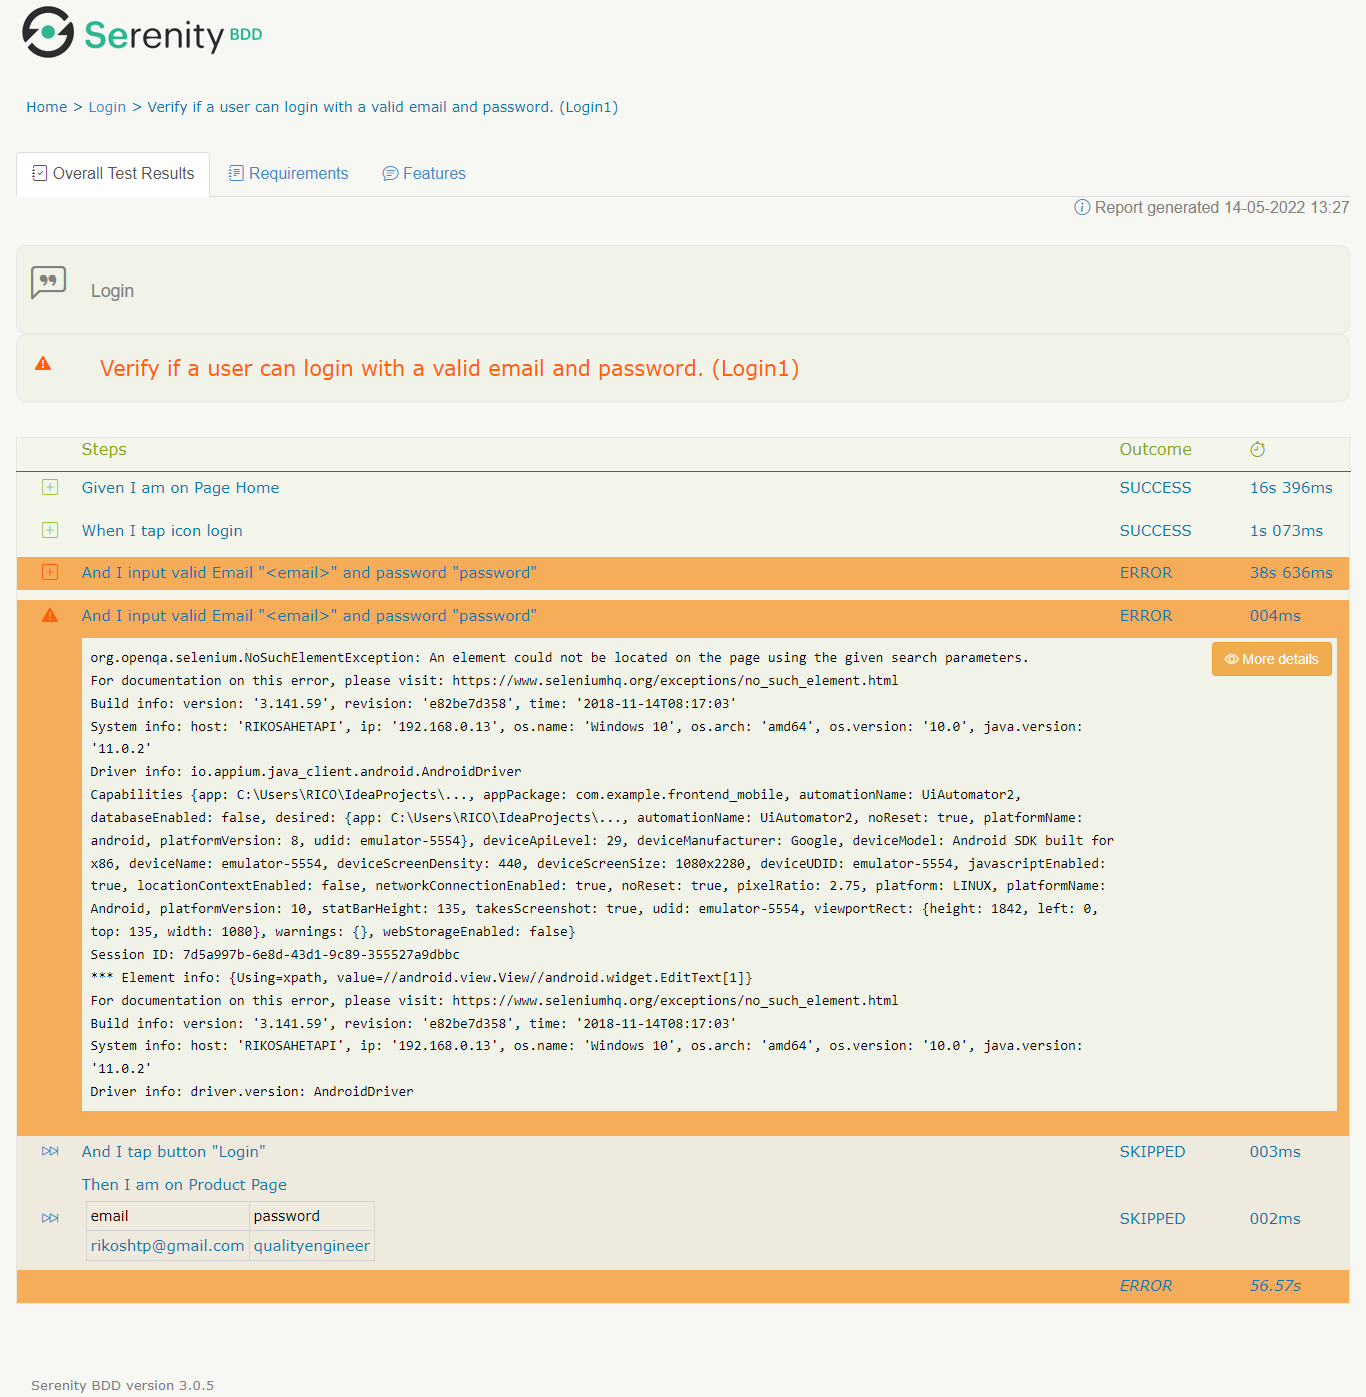 Serenity BDD
Home > Login > Verify if a user can login with a valid email and password. (Login1)
Overall Test Results Requirements Features
Report generated 14-05-2022 13:27
Login
Verify if a user can login with a valid email and password. (Login1)
Steps Outcome
Given I am on Page Home SUCCESS 16s 396ms
When I tap icon login SUCCESS 1s 073ms
And I input valid Email "<email>" and password "password" ERROR 38s 636ms
And I input valid Email "<email>" and password "password" ERROR 004ms
org.openqa.selenium.NoSuchElementException: An element could not be located on the page using the given search parameters.
More details
For documentation on this error, please visit: https://www.seleniumhq.org/exceptions/no_such_element.html
Build info: version: '3.141.59', revision: 'e82be7d358', time: '2018-11-14T08:17:03'
System info: host: 'RIKOSAHETAPI', ip: '192.168.0.13', os.name: 'Windows 10', os.arch: 'amd64', os.version: '10.0', java.version:
'11.0.2'
Driver info: io.appium.java_client.android.AndroidDriver
Capabilities {app: C:\Users\RICO\IdeaProjects\..., appPackage: com.example.frontend_mobile, automationName: UiAutomator2,
databaseEnabled: false, desired: {app: C:\Users\RICO\IdeaProjects\..., automationName: UiAutomator2, noReset: true, platformName:
android, platformVersion: 8, udid: emulator-5554}, deviceApiLevel: 29, deviceManufacturer: Google, deviceModel: Android SDK built for
x86, deviceName: emulator-5554, deviceScreenDensity: 440, deviceScreenSize: 1080x2280, deviceUDID: emulator-5554, javascriptEnabled:
true, locationContextEnabled: false, networkConnectionEnabled: true, noReset: true, pixelRatio: 2.75, platform: LINUX, platformName:
Android, platformVersion: 10, statBarHeight: 135, takesScreenshot: true, udid: emulator-5554, viewportRect: {height: 1842, left: 0,
top: 135, width: 1080}, warnings: {}, webStorageEnabled: false}
Session ID: 7d5a997b-6e8d-43d1-9c89-355527a9dbbc
*** Element info: {Using=xpath, value=//android.view.View//android.widget.EditText[1]}
For documentation on this error, please visit: https://www.seleniumhq.org/exceptions/no_such_element.html
Build info: version: '3.141.59', revision: 'e82be7d358', time: '2018-11-14T08:17:03'
System info: host: 'RIKOSAHETAPI', ip: '192.168.0.13', os.name: 'Windows 10', os.arch: 'amd64', os.version: '10.0', java.version:
'11.0.2'
Driver info: driver.version: AndroidDriver
And I tap button "Login" SKIPPED 003ms
Then I am on Product Page
email password
rikoshtp@gmail.com qualityengineer
SKIPPED 002ms
ERROR 56.57s
Serenity BDD version 3.0.5